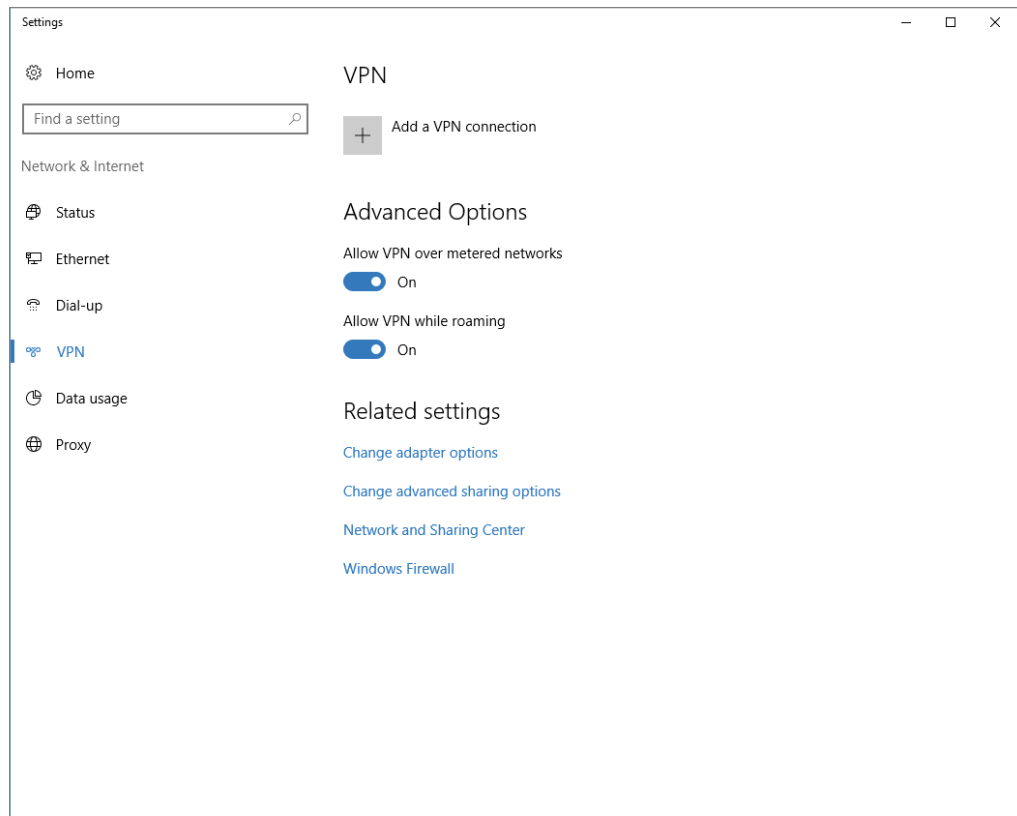 Settings
Home
Find a setting
Network & Internet
Status
Ethernet
Dial-up
VPN
Data usage
Proxy
VPN
Add a VPN connection
Advanced Options
Allow VPN over metered networks
On
Allow VPN while roaming
On
Related settings
Change adapter options
Change advanced sharing options
Network and Sharing Center
Windows Firewall